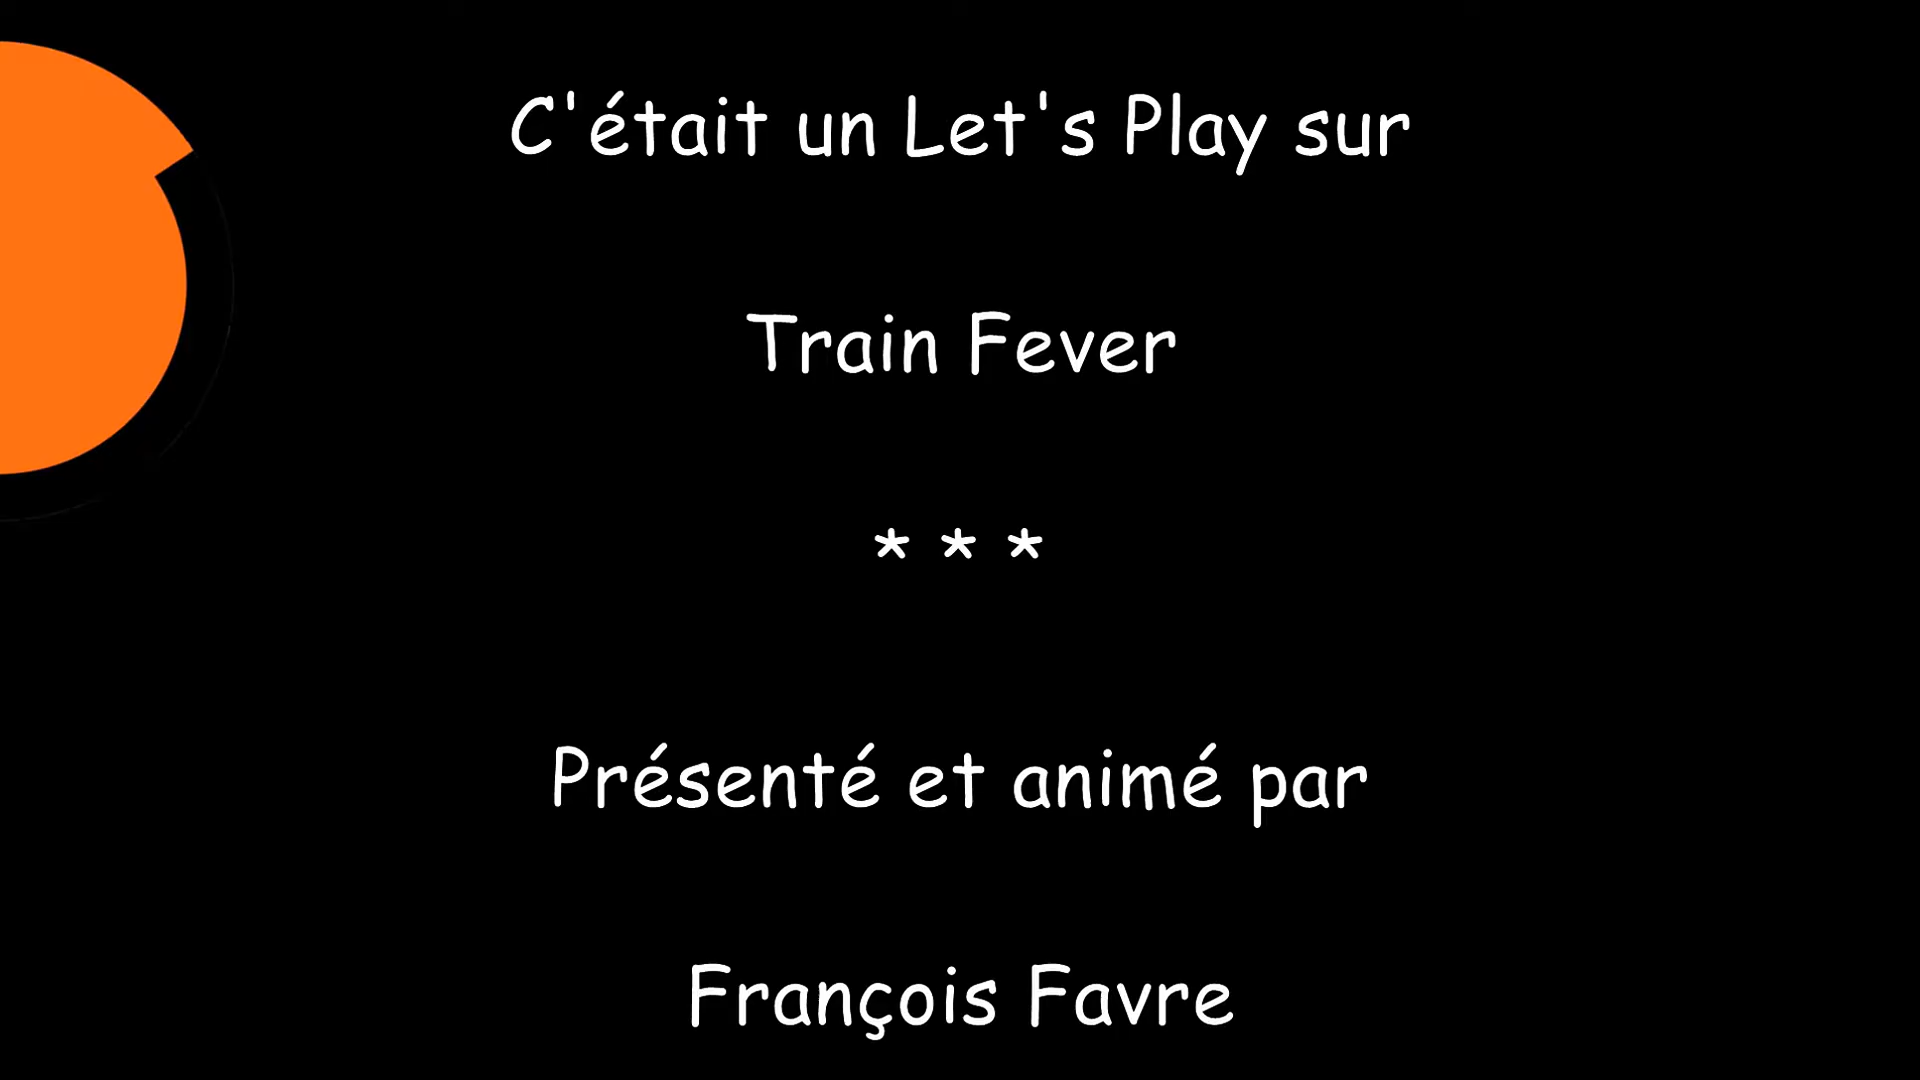 C'était un Let's Play sur
Train Fever
* * *
Présenté et animé par
François Favre